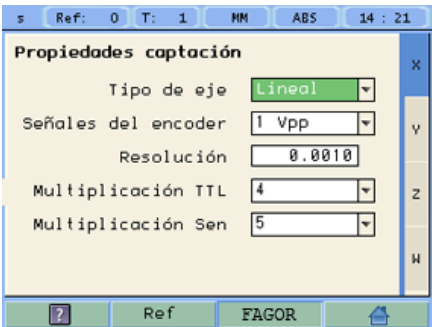 s Ref: 0 T: 1 MM ABS 14 : 21
Propiedades captación
Tipo de eje Lineal
Señales del encoder 1 Vpp
Resolución 0.0010
Multiplicación TTL 4
Multiplicación Sen 5
X
Y
Z
W
? Ref FAGOR